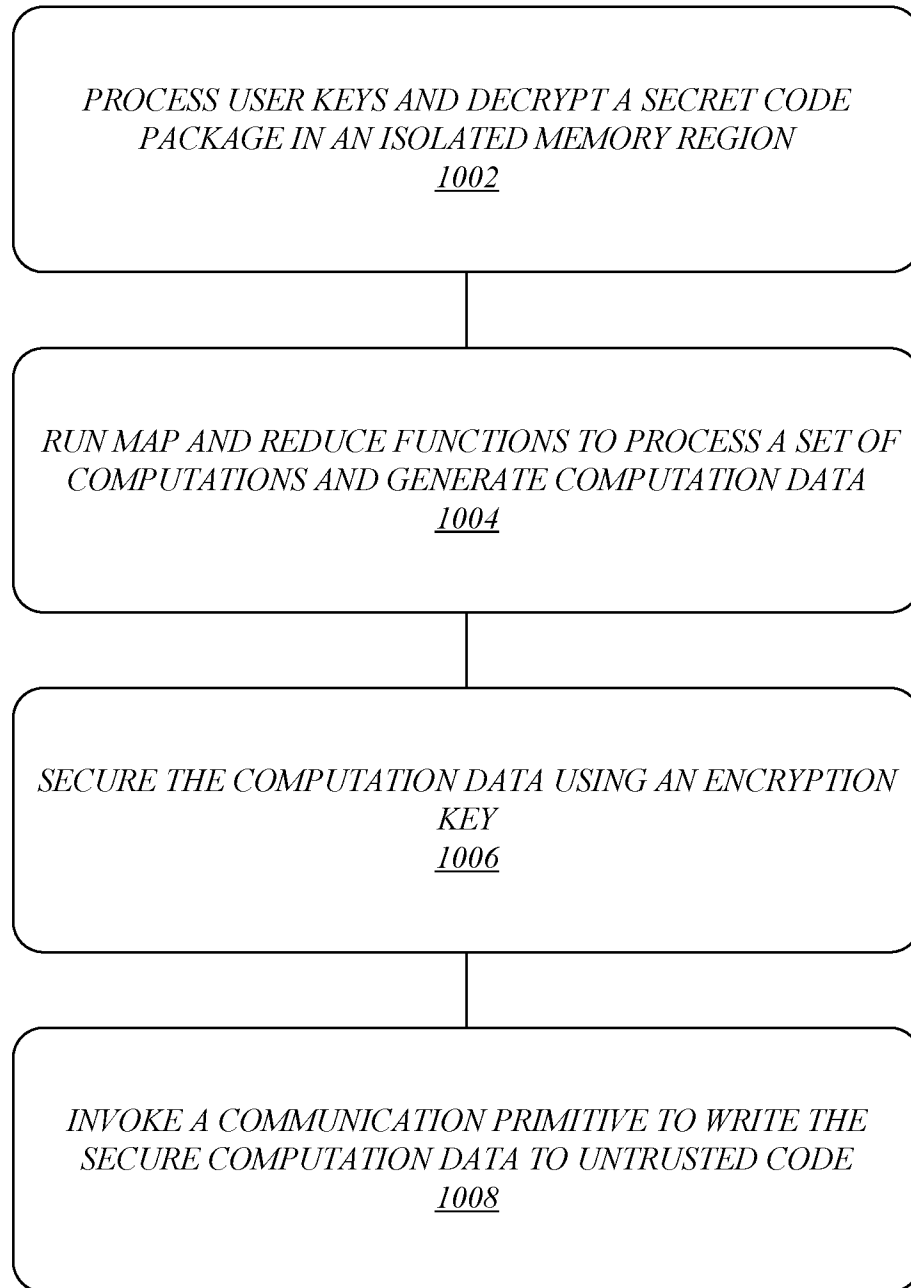 PROCESS USER KEYS AND DECRYPT A SECRET CODE
PACKAGE IN AN ISOLATED MEMORY REGION
1002
RUN MAP AND REDUCE FUNCTIONS TO PROCESS A SET OF
COMPUTATIONS AND GENERATE COMPUTATION DATA
1004
SECURE THE COMPUTATION DATA USING AN ENCRYPTION
KEY
1006
INVOKE A COMMUNICATION PRIMITIVE TO WRITE THE
SECURE COMPUTATION DATA TO UNTRUSTED CODE
1008